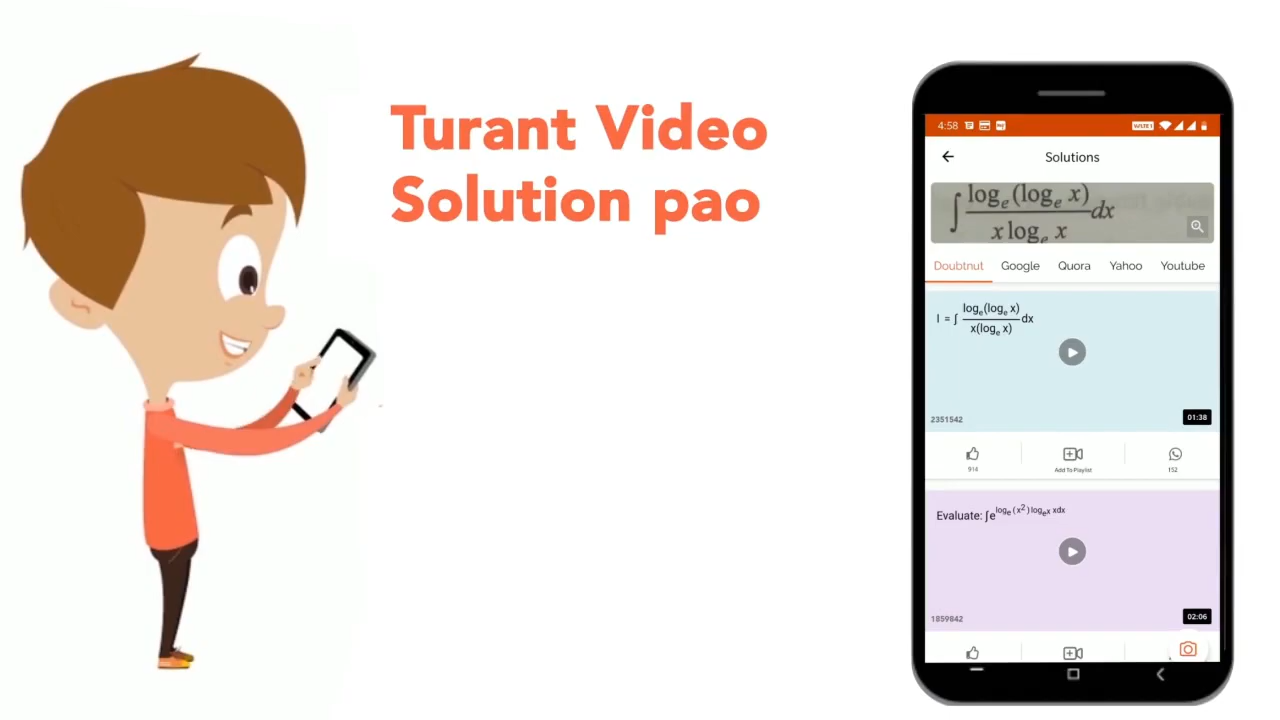 Turant Video
Solution pao
4:58
Solutions
∫ logₑ(logₑ x) / x logₑ x dx
Doubtnut Google Quora Yahoo Youtube
I = ∫ logₑ(logₑ x) / x(logₑ x) dx
2351542 01:38
914 Add To Playlist 152
Evaluate: ∫e^logₑ(x²)logₑx xdx
1859842 02:06